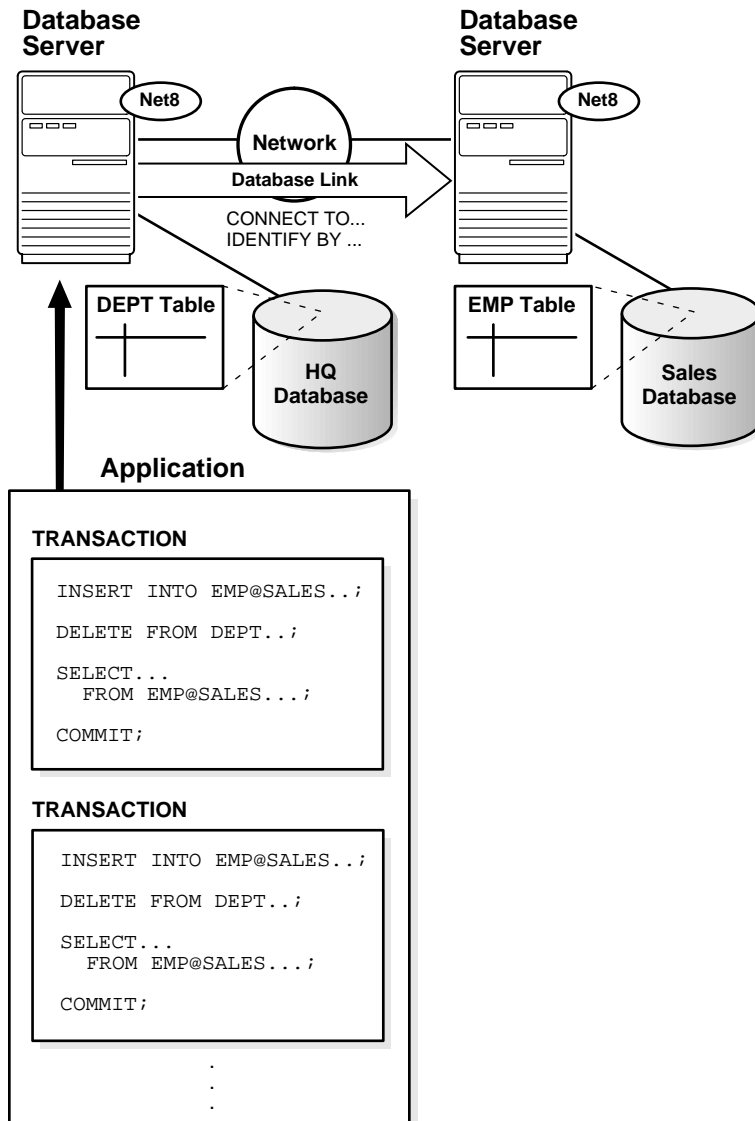 Database
Server
Database
Server
Net8
Net8
Network
Database Link
CONNECT TO...
IDENTIFY BY ...
DEPT Table
HQ
Database
EMP Table
Sales
Database
Application
TRANSACTION
INSERT INTO EMP@SALES..;
DELETE FROM DEPT..;
SELECT...
FROM EMP@SALES...;
COMMIT;
TRANSACTION
INSERT INTO EMP@SALES..;
DELETE FROM DEPT..;
SELECT...
FROM EMP@SALES...;
COMMIT;
.
.
.